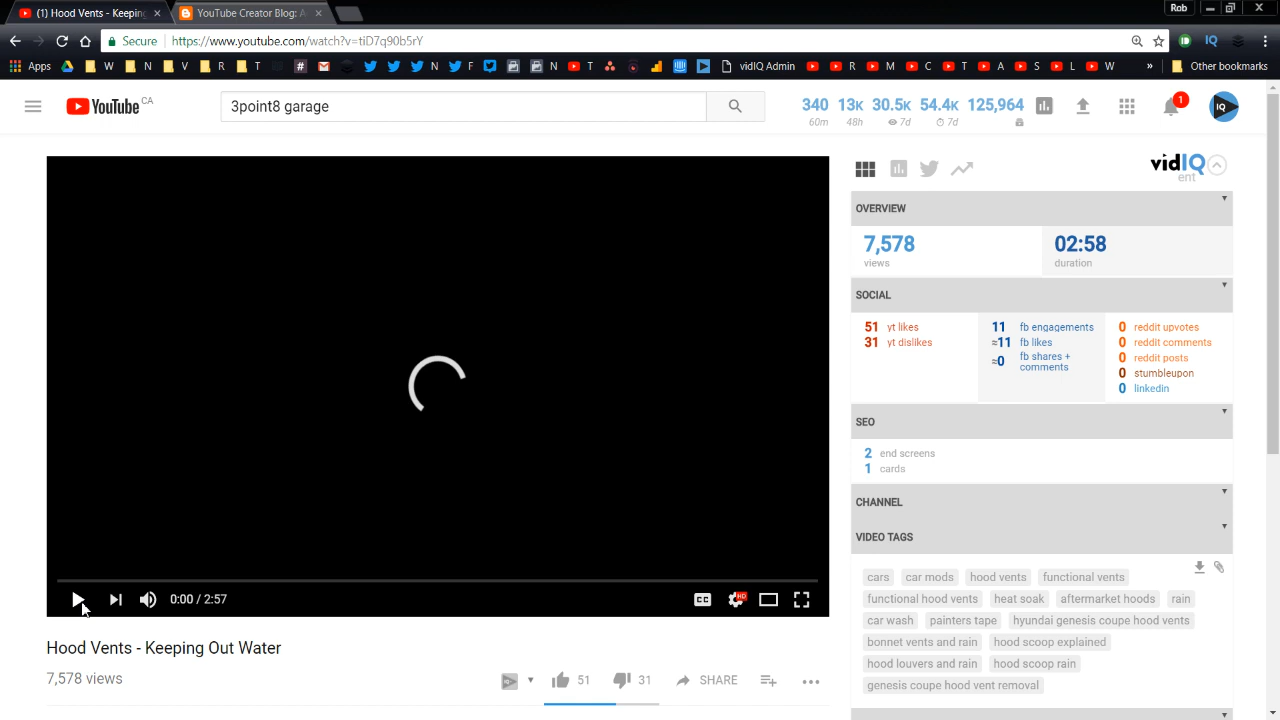 (1) Hood Vents - Keeping
YouTube Creator Blog: A
Rob
Secure https://www.youtube.com/watch?v=tiD7q90b5rY
IQ
Apps W N V R T # N F N T vidIQ Admin R M C T A S L W » Other bookmarks
YouTube CA
3point8 garage
340 13K 30.5K 54.4K 125,964
60m 48h 7d 7d
1
IQ
vidIQ
ent
OVERVIEW
7,578 02:58
views duration
SOCIAL
51 yt likes
31 yt dislikes
11 fb engagements
≈11 fb likes
≈0 fb shares +
comments
0 reddit upvotes
0 reddit comments
0 reddit posts
0 stumbleupon
0 linkedin
SEO
2 end screens
1 cards
CHANNEL
VIDEO TAGS
cars car mods hood vents functional vents
functional hood vents heat soak aftermarket hoods rain
car wash painters tape hyundai genesis coupe hood vents
bonnet vents and rain hood scoop explained
hood louvers and rain hood scoop rain
genesis coupe hood vent removal
0:00 / 2:57
CC
HD
Hood Vents - Keeping Out Water
7,578 views
51 31 SHARE